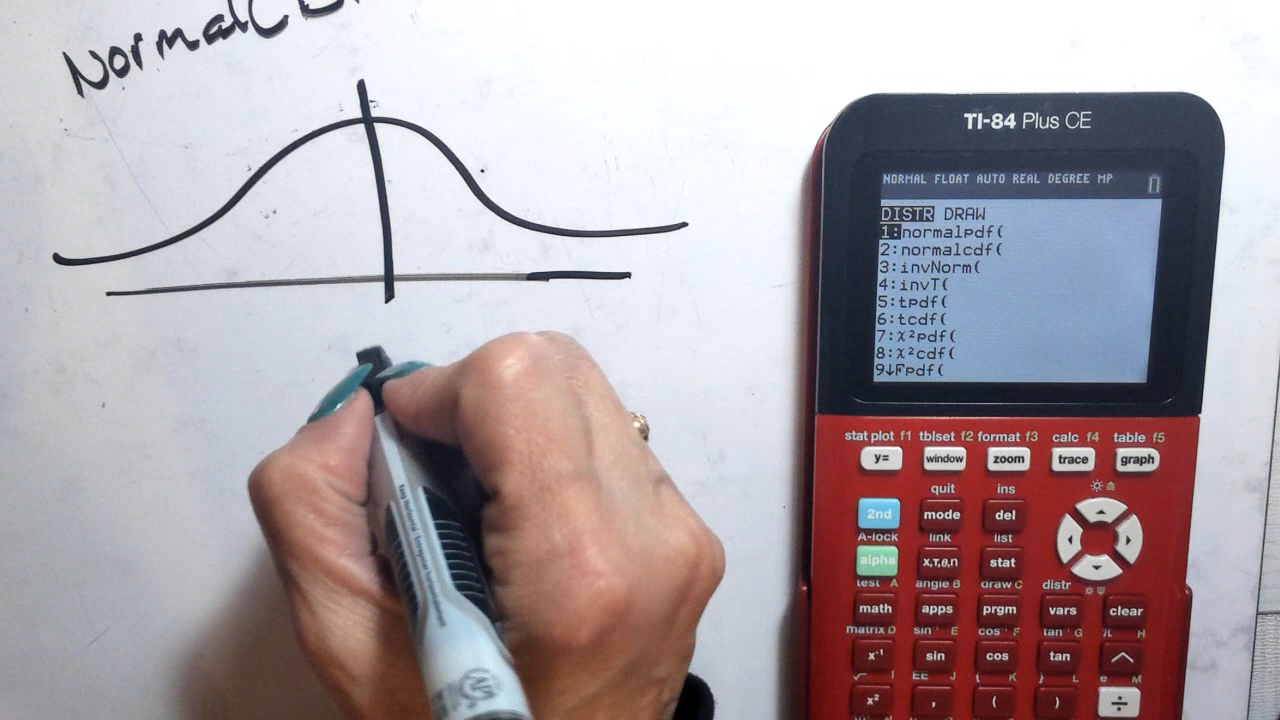 NormalCD
TI-84 Plus CE
NORMAL FLOAT AUTO REAL DEGREE MP
DISTR DRAW
1:normalpdf(
2:normalcdf(
3:invNorm(
4:invT(
5:tpdf(
6:tcdf(
7:χ²pdf(
8:χ²cdf(
9↓Fpdf(
stat plot f1 tblset f2 format f3 calc f4 table f5
y= window zoom trace graph
quit ins
2nd mode del
A-lock link list
alpha x,T,θ,n stat
test A angle B draw C distr
math apps prgm vars clear
matrix D sin⁻¹ E cos⁻¹ F tan⁻¹ G π H
x⁻¹ sin cos tan ^
√ I EE J { K } L e M
x² , ( ) ÷